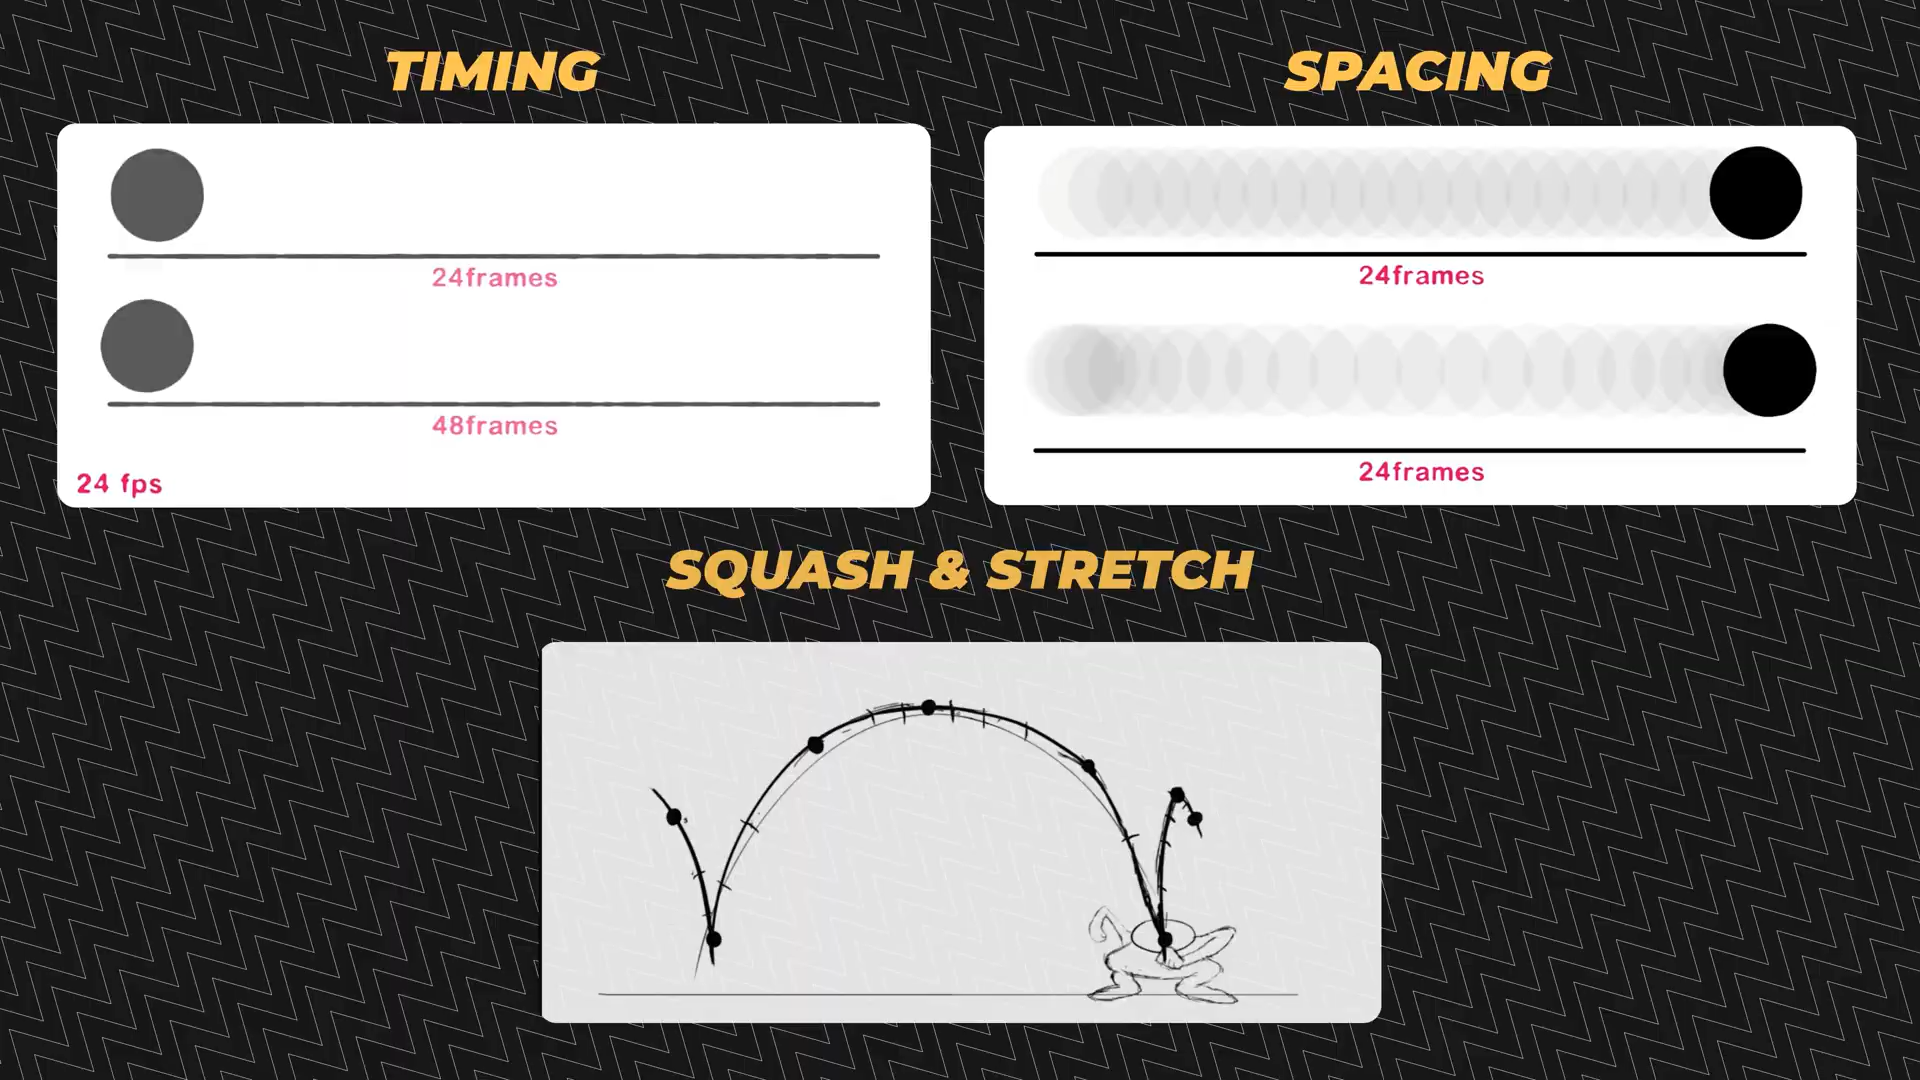 TIMING
24frames
48frames
24 fps
SPACING
24frames
24frames
SQUASH & STRETCH